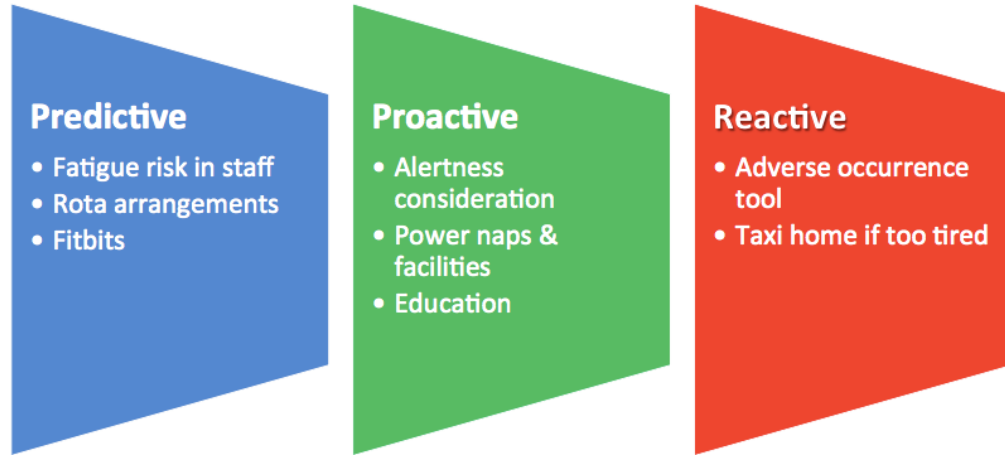 Predictive
• Fatigue risk in staff
• Rota arrangements
• Fitbits
Proactive
• Alertness
consideration
• Power naps &
facilities
• Education
Reactive
• Adverse occurrence
tool
• Taxi home if too tired